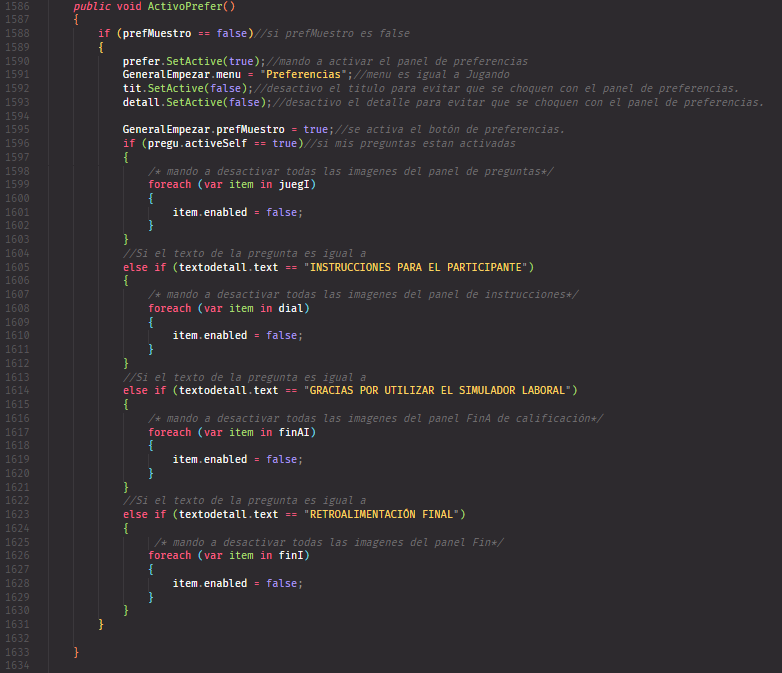 1586 public void ActivoPrefer()
1587 {
1588 if (prefMuestro == false)//si prefMuestro es false
1589 {
1590 prefer.SetActive(true);//mando a activar el panel de preferencias
1591 GeneralEmpezar.menu = "Preferencias";//menu es igual a Jugando
1592 tit.SetActive(false);//desactivo el titulo para evitar que se choquen con el panel de preferencias.
1593 detall.SetActive(false);//desactivo el detalle para evitar que se choquen con el panel de preferencias.
1594
1595 GeneralEmpezar.prefMuestro = true;//se activa el botón de preferencias.
1596 if (pregu.activeSelf == true)//si mis preguntas estan activadas
1597 {
1598 /* mando a desactivar todas las imagenes del panel de preguntas*/
1599 foreach (var item in juegI)
1600 {
1601 item.enabled = false;
1602 }
1603 }
1604 //Si el texto de la pregunta es igual a
1605 else if (textodetall.text == "INSTRUCCIONES PARA EL PARTICIPANTE")
1606 {
1607 /* mando a desactivar todas las imagenes del panel de instrucciones*/
1608 foreach (var item in dial)
1609 {
1610 item.enabled = false;
1611 }
1612 }
1613 //Si el texto de la pregunta es igual a
1614 else if (textodetall.text == "GRACIAS POR UTILIZAR EL SIMULADOR LABORAL")
1615 {
1616 /* mando a desactivar todas las imagenes del panel FinA de calificación*/
1617 foreach (var item in finAI)
1618 {
1619 item.enabled = false;
1620 }
1621 }
1622 //Si el texto de la pregunta es igual a
1623 else if (textodetall.text == "RETROALIMENTACIÓN FINAL")
1624 {
1625 /* mando a desactivar todas las imagenes del panel Fin*/
1626 foreach (var item in finI)
1627 {
1628 item.enabled = false;
1629 }
1630 }
1631 }
1632
1633 }
1634